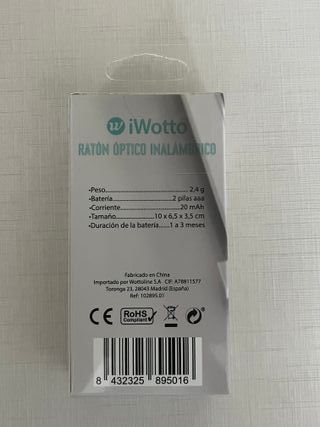 iWotto
RATÓN ÓPTICO INALÁMBRICO
•Peso........................................2,4 g
•Batería........................2 pilas aaa
•Corriente..........................20 mAh
•Tamaño...............10 x 6,5 x 3,5 cm
•Duración de la batería.......1 a 3 meses
Fabricado en China
Importado por Wottoline S.A - CIF: A78811577
Toronga 23, 28043 Madrid (España)
Ref: 102895.01
CE
RoHS
Compliant
8 432325 895016